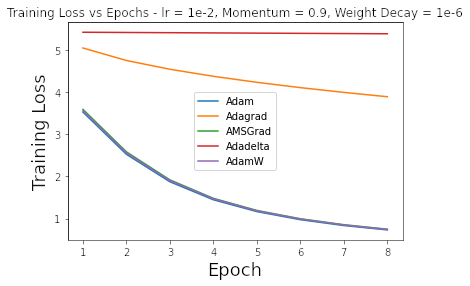 Training Loss vs Epochs - lr = 1e-2, Momentum = 0.9, Weight Decay = 1e-6
Training Loss
5
4
3
2
1
Adam
Adagrad
AMSGrad
Adadelta
AdamW
1 2 3 4 5 6 7 8
Epoch